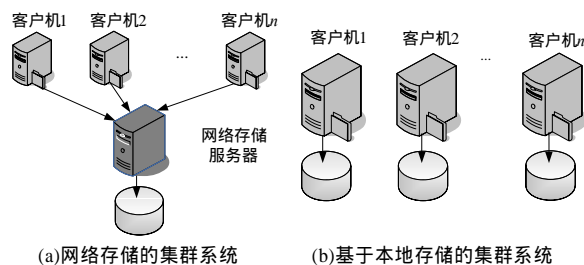 客户机1 客户机2 ... 客户机n
网络存储
服务器
(a)网络存储的集群系统
客户机1 客户机2 ... 客户机n
(b)基于本地存储的集群系统